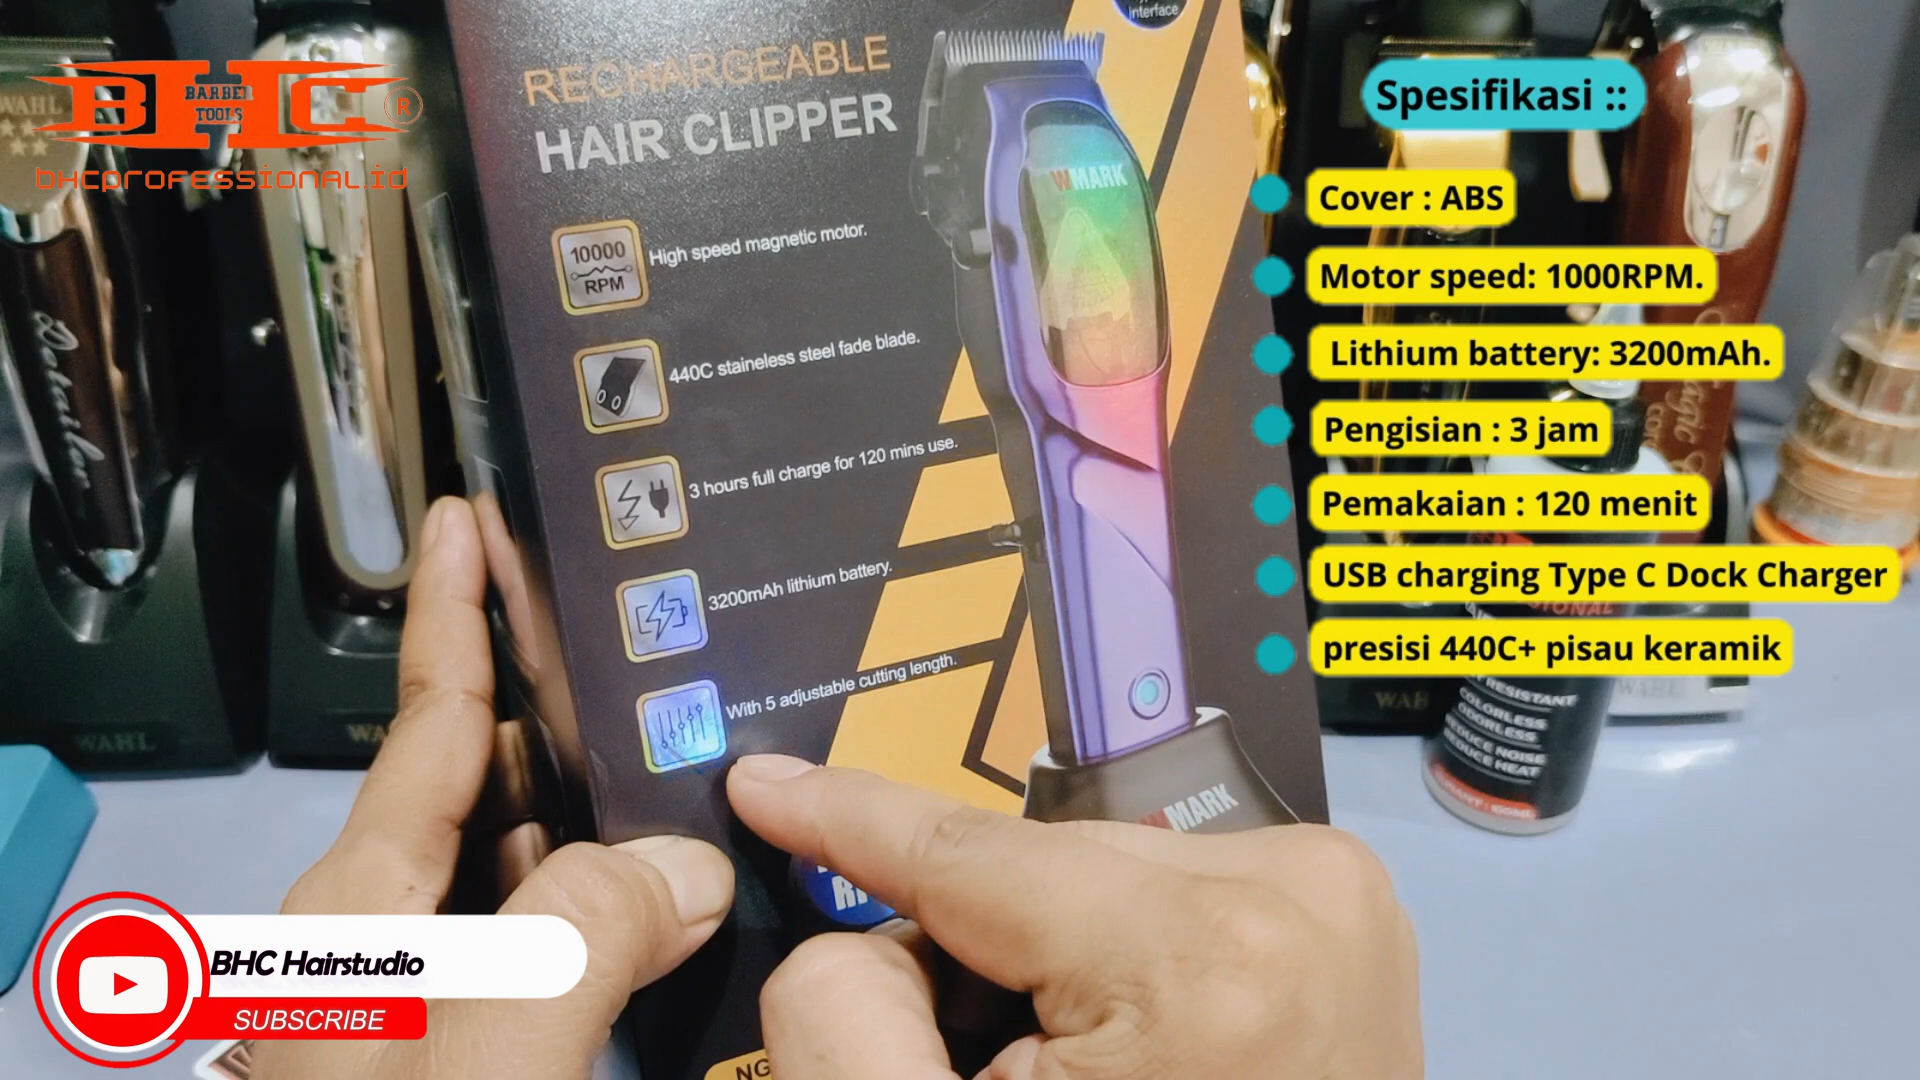 BHC
BARBER
TOOLS
®
bHcprofessional.id
RECHARGEABLE
HAIR CLIPPER
Interface
WMARK
10000
RPM
High speed magnetic motor.
440C staineless steel fade blade.
3 hours full charge for 120 mins use.
3200mAh lithium battery.
With 5 adjustable cutting length.
WMARK
NG
Spesifikasi ::
Cover : ABS
Motor speed: 1000RPM.
Lithium battery: 3200mAh.
Pengisian : 3 jam
Pemakaian : 120 menit
USB charging Type C Dock Charger
presisi 440C+ pisau keramik
WAHL
Detailer
WAHL
COLORLESS
ODORLESS
REDUCE NOISE
REDUCE HEAT
WAHL
BHC Hairstudio
SUBSCRIBE